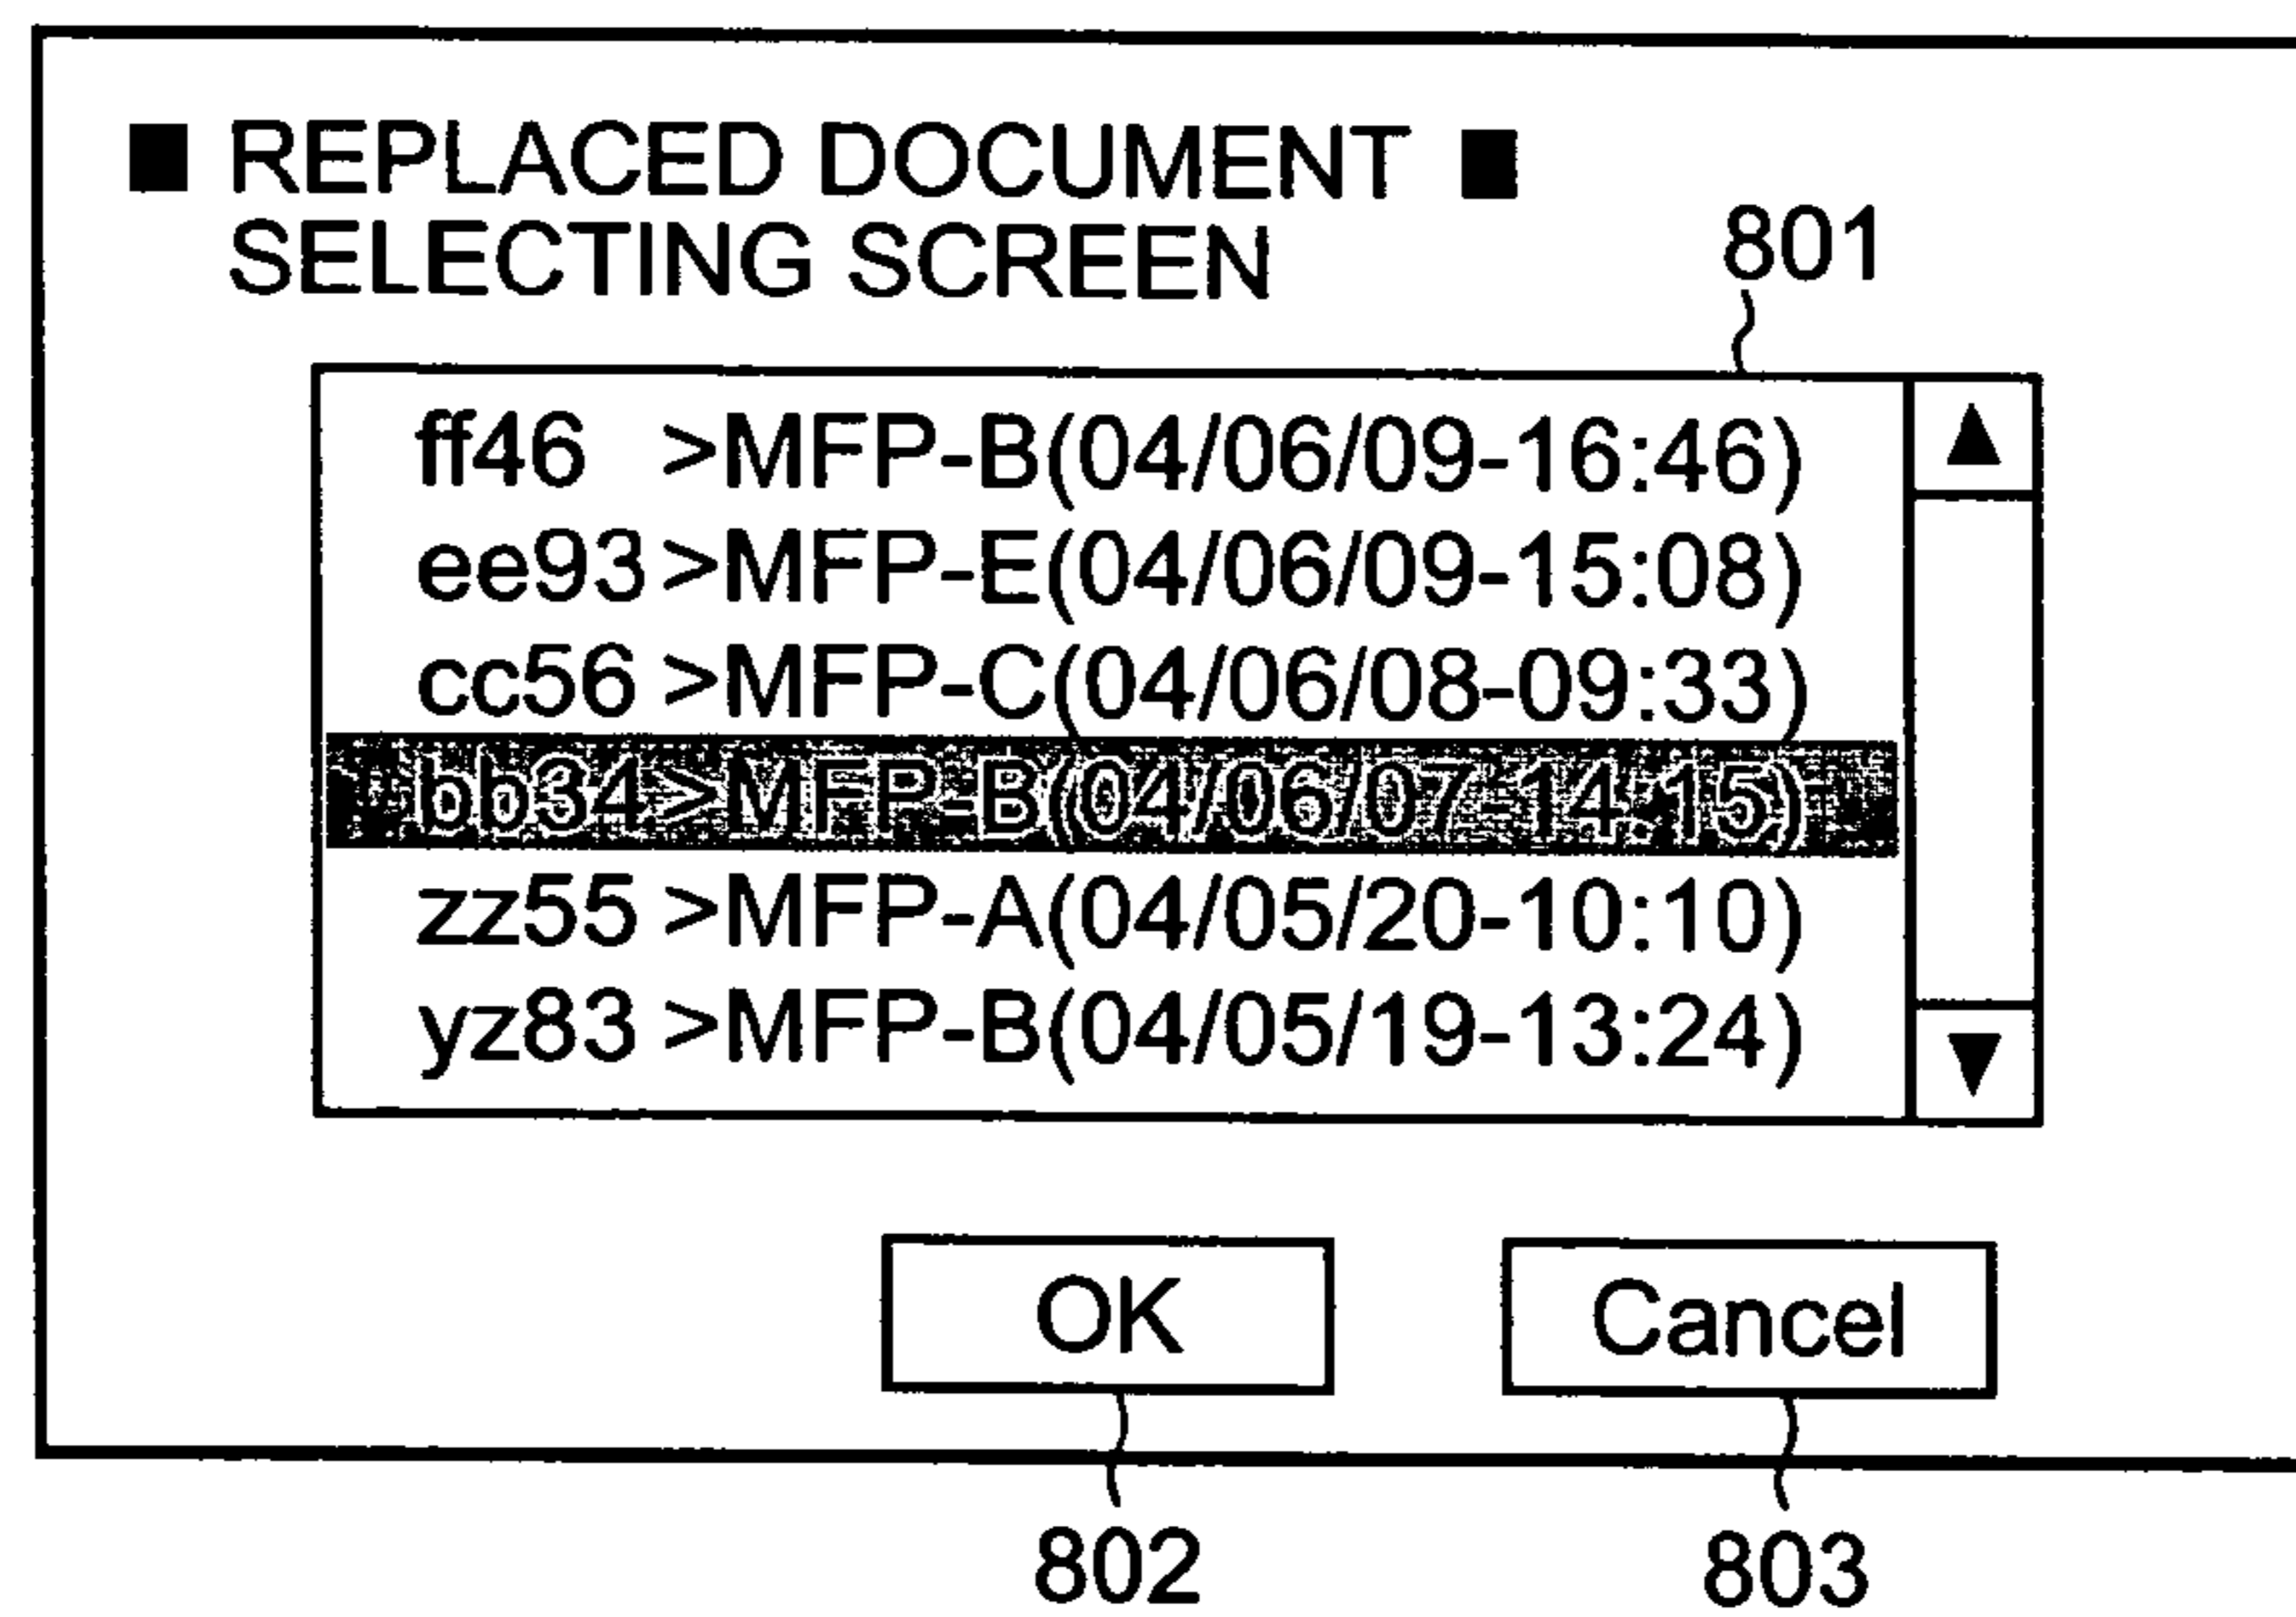 ■ REPLACED DOCUMENT ■
SELECTING SCREEN
801
ff46 >MFP-B(04/06/09-16:46)
ee93 >MFP-E(04/06/09-15:08)
cc56 >MFP-C(04/06/08-09:33)
bb34 >MFP-B(04/06/07-14:15)
zz55 >MFP-A(04/05/20-10:10)
yz83 >MFP-B(04/05/19-13:24)
OK Cancel
802 803